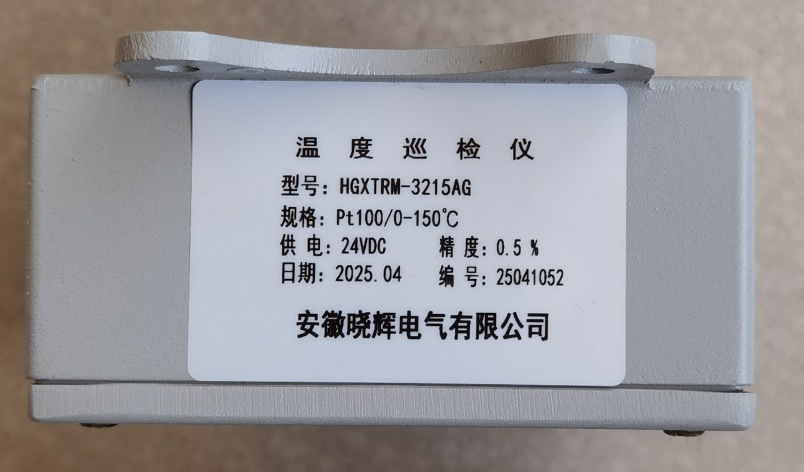 温度巡检仪
型号：HGXTRM-3215AG
规格：Pt100/0-150℃
供电：24VDC 精度：0.5％
日期：2025.04 编号：25041052
安徽晓辉电气有限公司